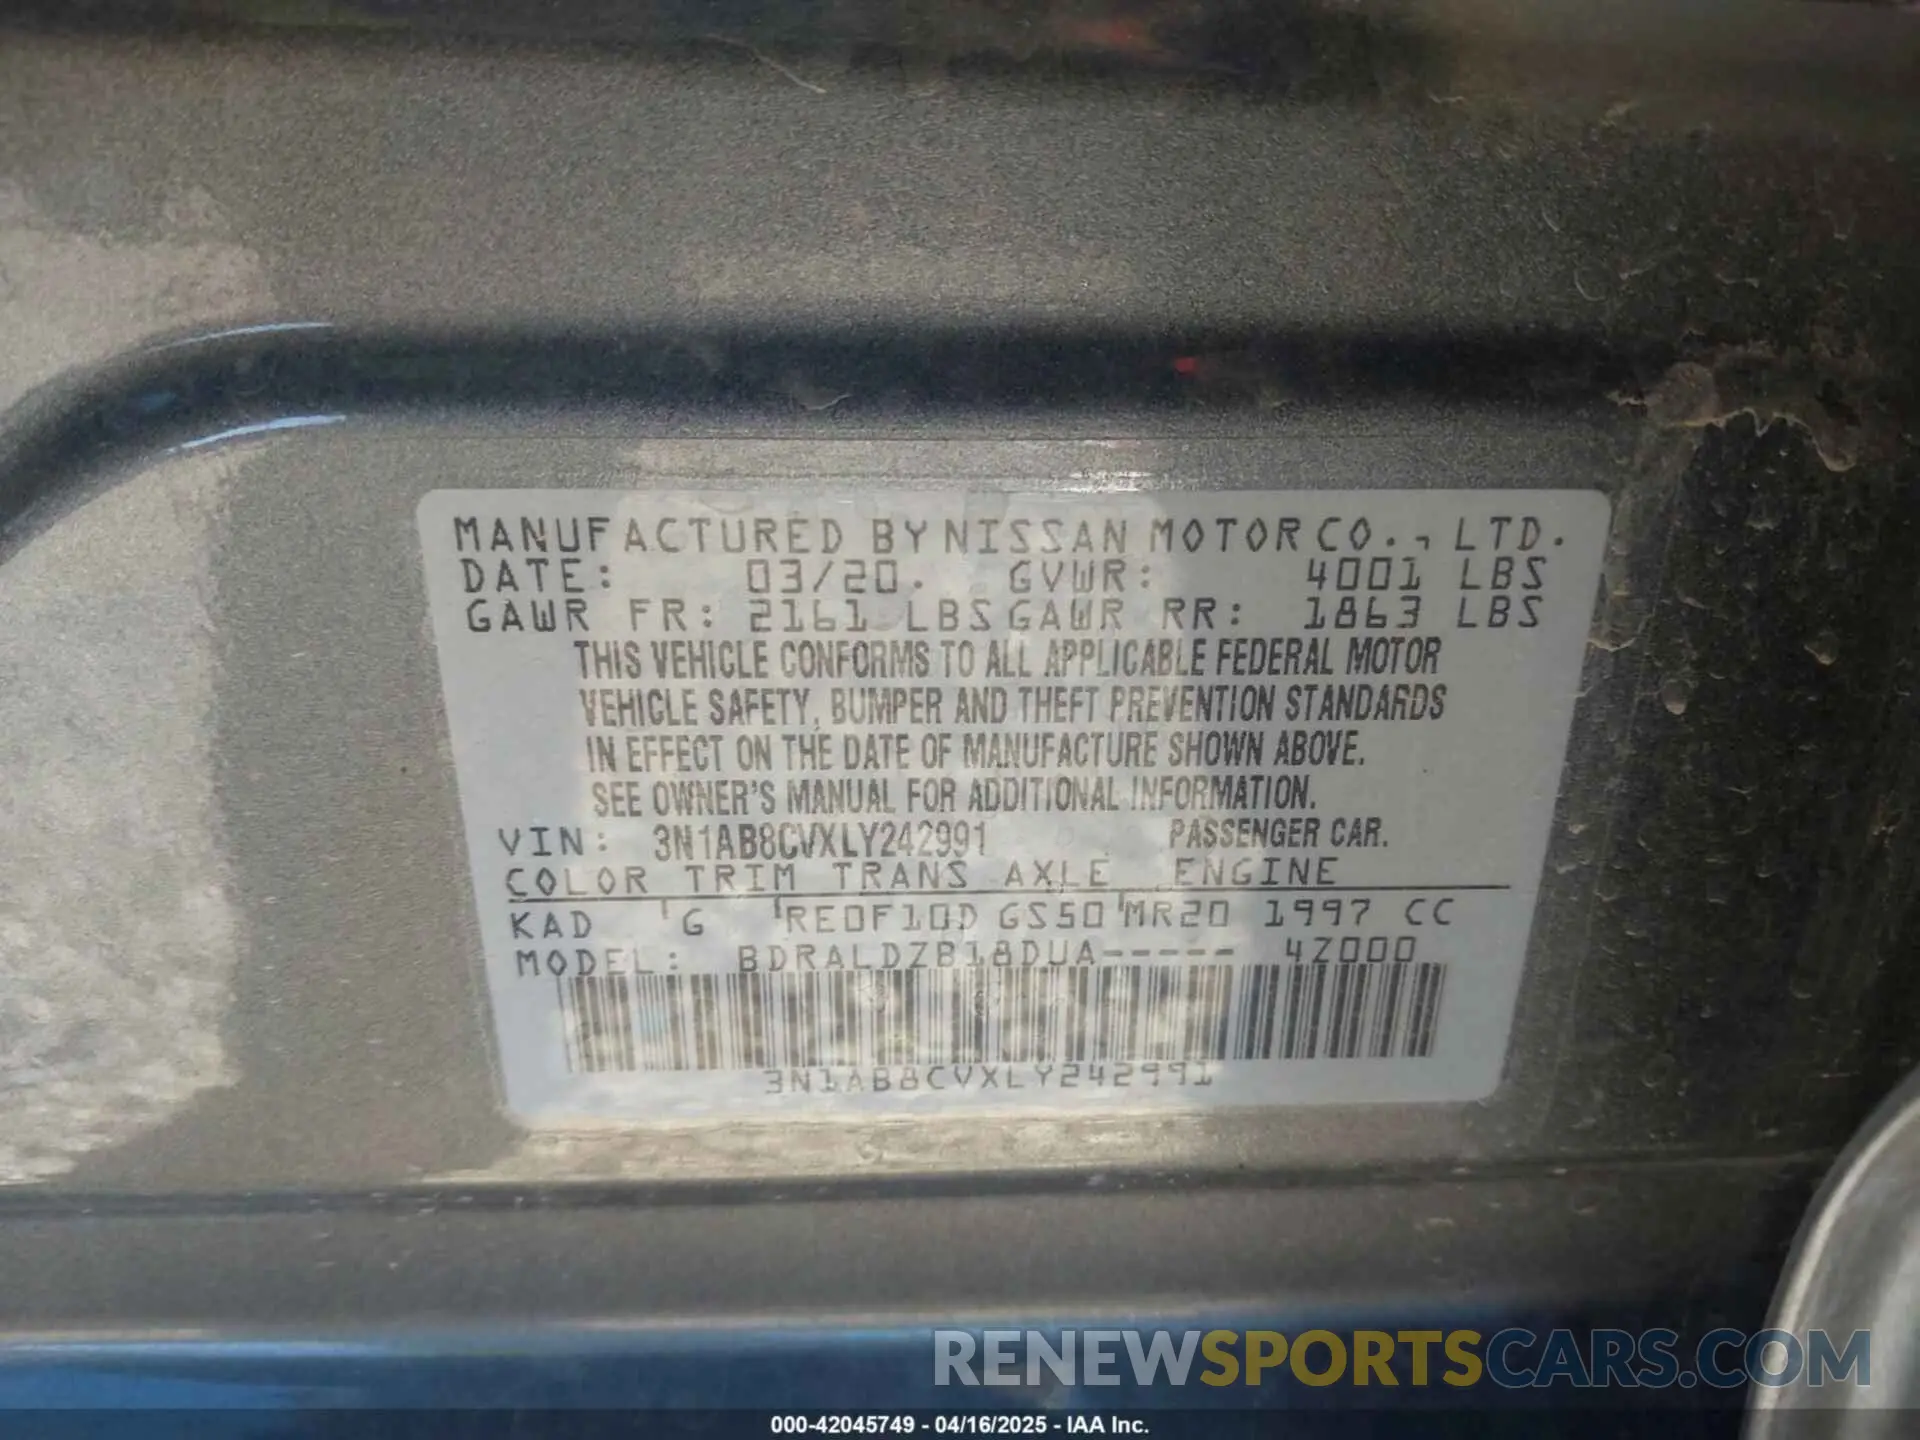 MANUFACTURED BY NISSAN MOTOR CO., LTD.
DATE: 03/20. GVWR: 4001 LBS
GAWR FR: 2161 LBS GAWR RR: 1863 LBS
THIS VEHICLE CONFORMS TO ALL APPLICABLE FEDERAL MOTOR
VEHICLE SAFETY, BUMPER AND THEFT PREVENTION STANDARDS
IN EFFECT ON THE DATE OF MANUFACTURE SHOWN ABOVE.
SEE OWNER'S MANUAL FOR ADDITIONAL INFORMATION.
VIN: 3N1AB8CVXLY242991 PASSENGER CAR.
COLOR TRIM TRANS AXLE ENGINE
KAD G RE0F10D GS50 MR20 1997 CC
MODEL: BDRALDZB18DUA----- 4Z000
3N1AB8CVXLY242991
RENEWSPORTSCARS.COM
000-42045749 - 04/16/2025 - IAA Inc.